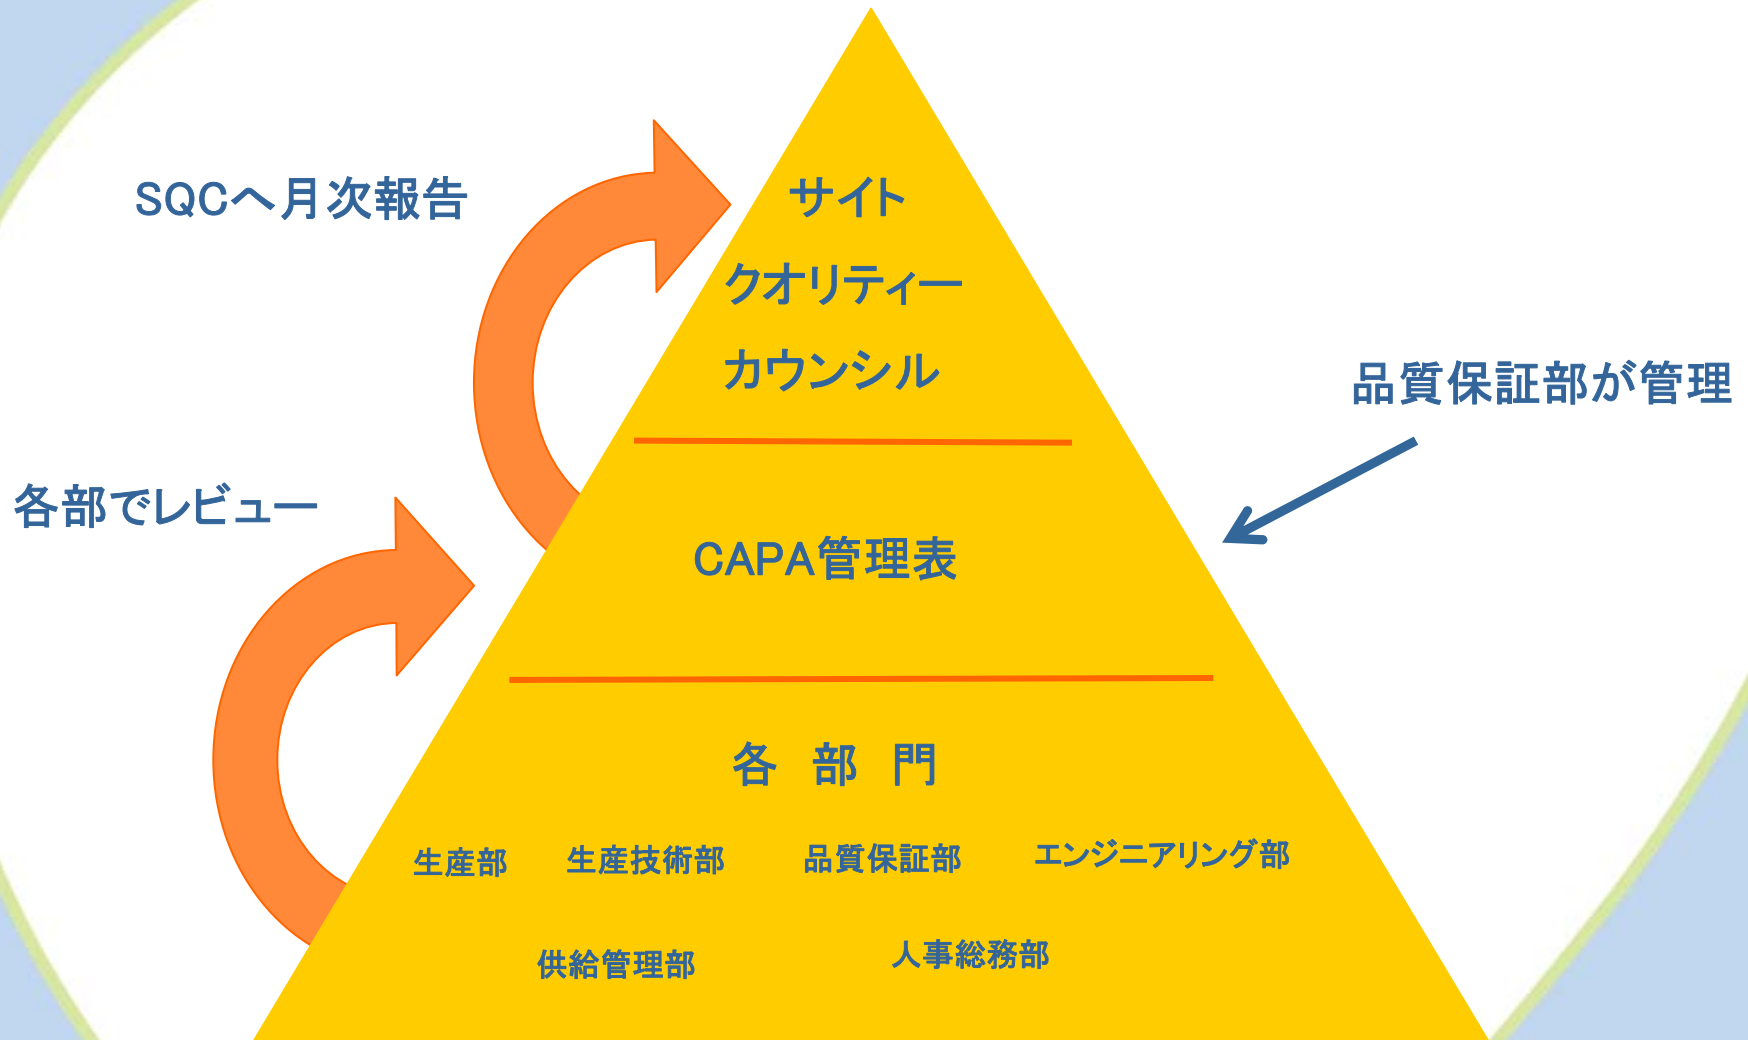 SQCへ月次報告
サイト
クオリティー
カウンシル
品質保証部が管理
各部でレビュー
CAPA管理表
各　部　門
生産部　生産技術部　品質保証部　エンジニアリング部
供給管理部　人事総務部